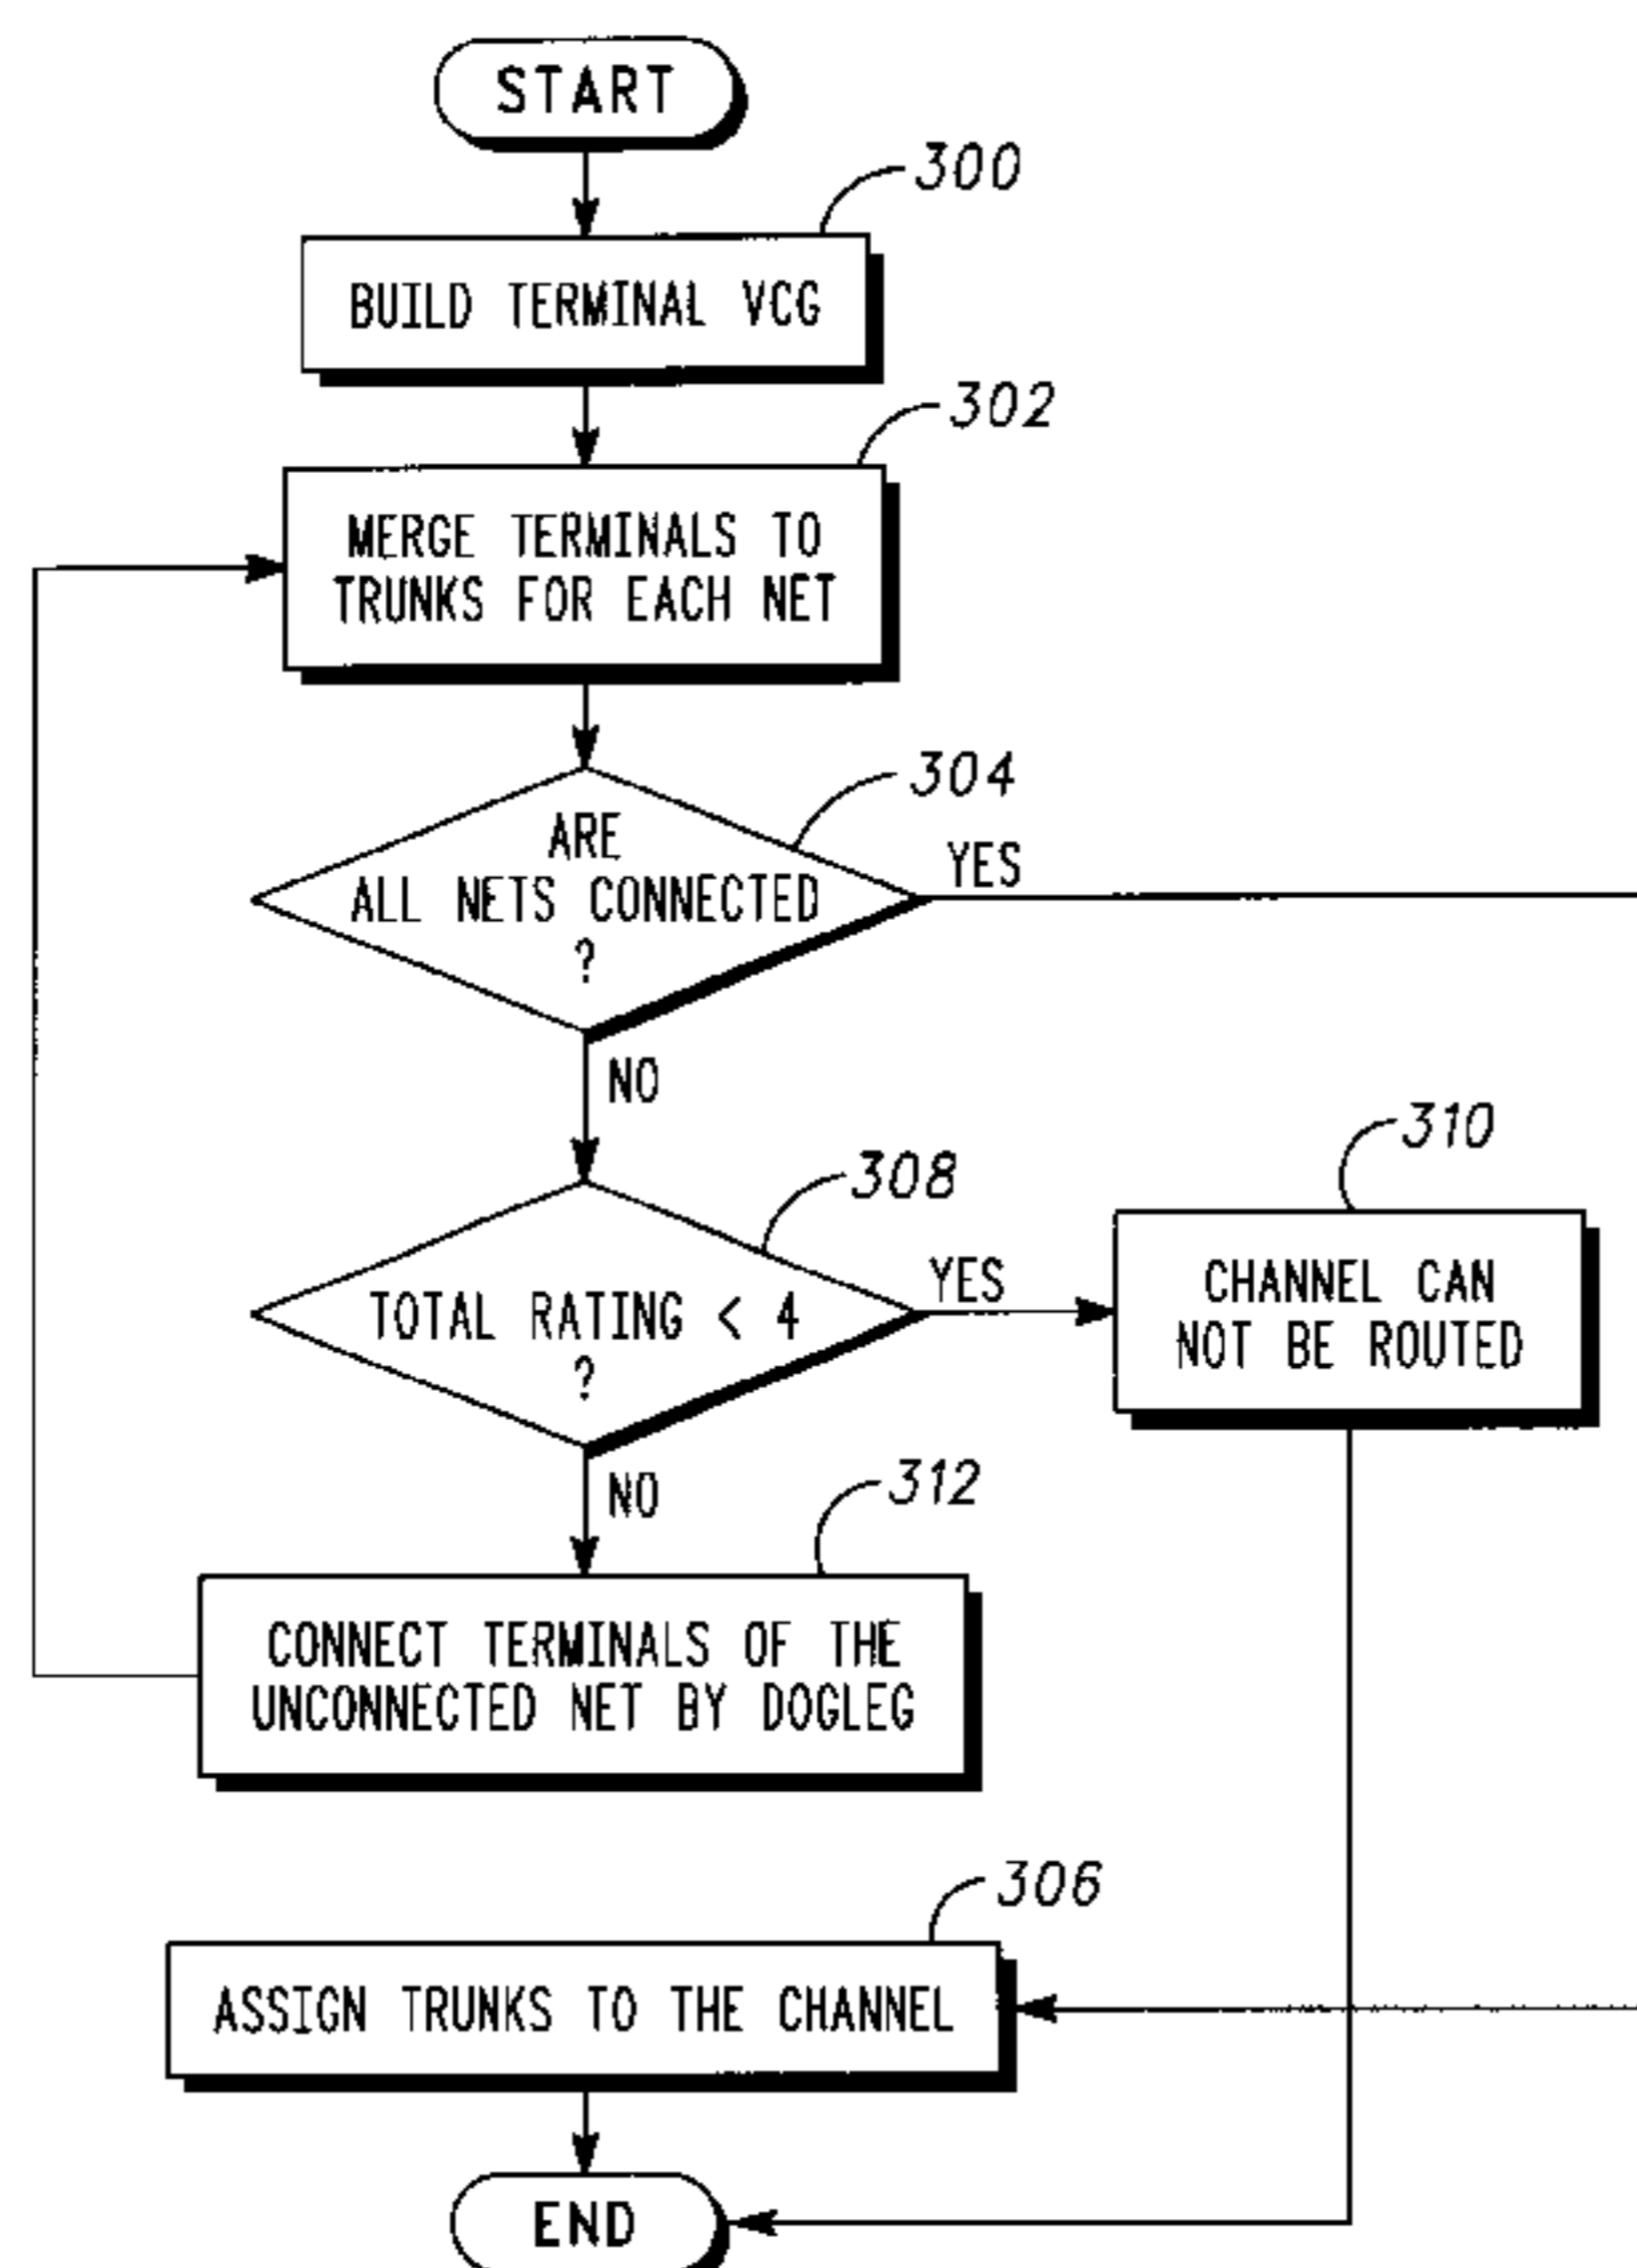 START
300
BUILD TERMINAL VCG
302
MERGE TERMINALS TO
TRUNKS FOR EACH NET
304
ARE
ALL NETS CONNECTED
?
YES
NO
308
TOTAL RATING < 4
?
YES
310
CHANNEL CAN
NOT BE ROUTED
NO
312
CONNECT TERMINALS OF THE
UNCONNECTED NET BY DOGLEG
306
ASSIGN TRUNKS TO THE CHANNEL
END